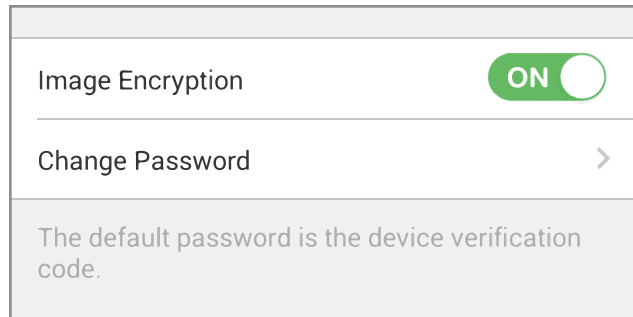 Image Encryption
ON
Change Password
The default password is the device verification
code.